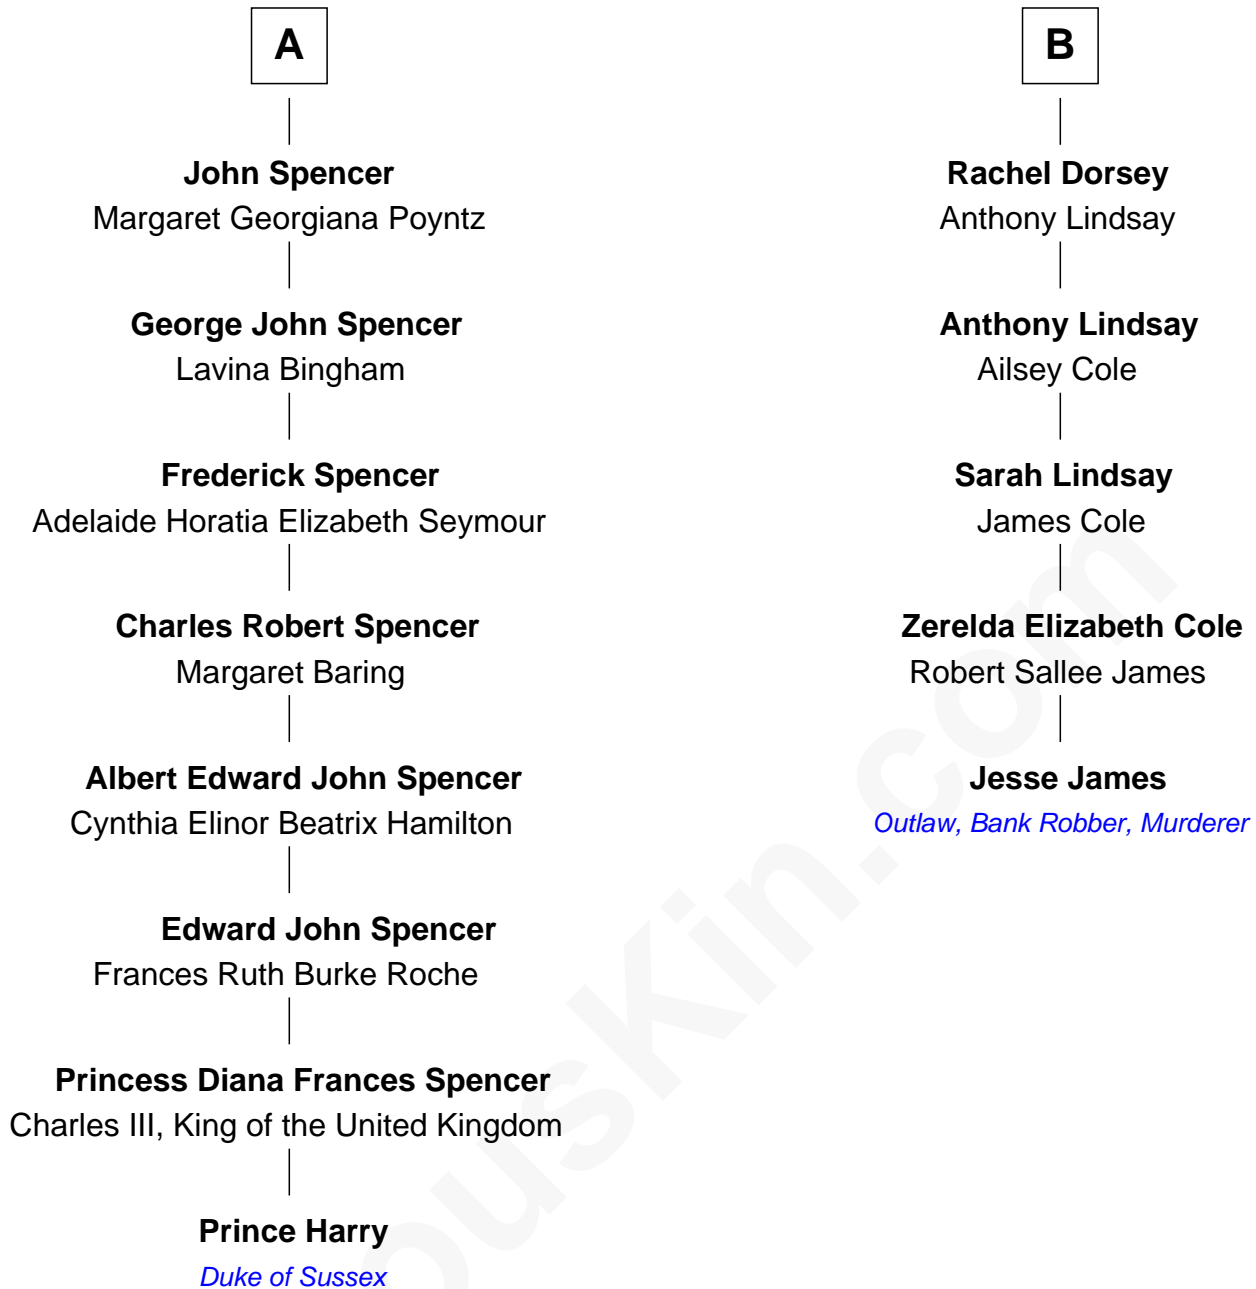 A
John Spencer
Margaret Georgiana Poyntz
George John Spencer
Lavina Bingham
Frederick Spencer
Adelaide Horatia Elizabeth Seymour
Charles Robert Spencer
Margaret Baring
Albert Edward John Spencer
Cynthia Elinor Beatrix Hamilton
Edward John Spencer
Frances Ruth Burke Roche
Princess Diana Frances Spencer
Charles III, King of the United Kingdom
Prince Harry
Duke of Sussex
B
Rachel Dorsey
Anthony Lindsay
Anthony Lindsay
Ailsey Cole
Sarah Lindsay
James Cole
Zerelda Elizabeth Cole
Robert Sallee James
Jesse James
Outlaw, Bank Robber, Murderer
ousKin.com